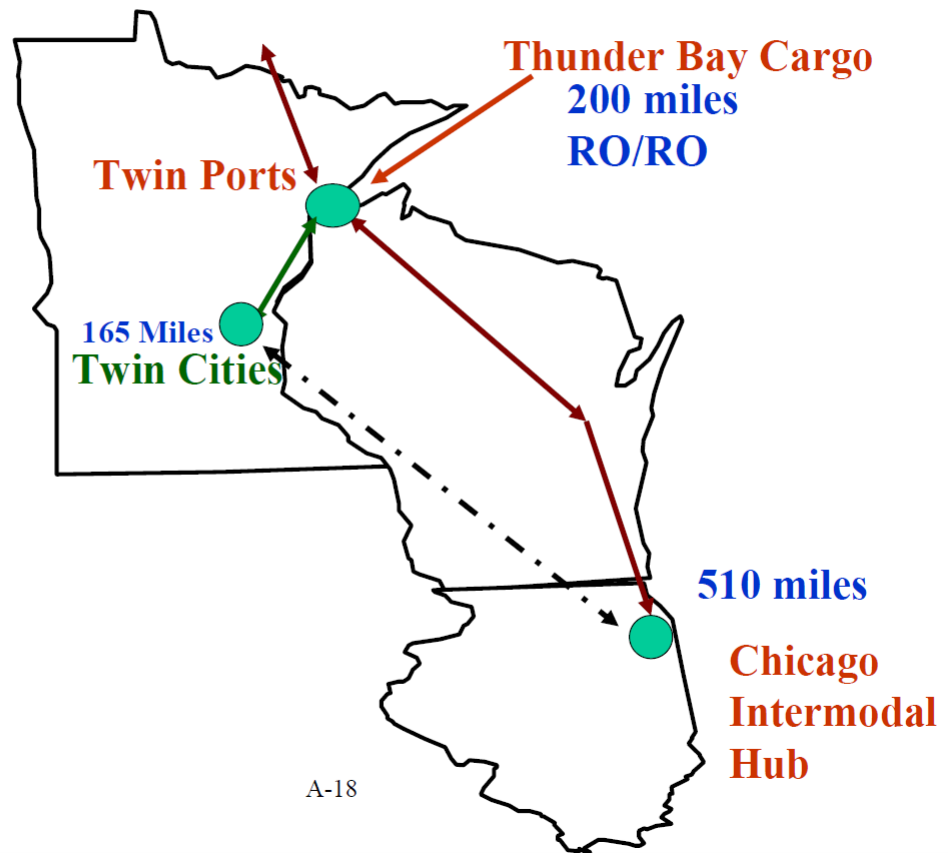 Thunder Bay Cargo
200 miles
RO/RO
Twin Ports
165 Miles
Twin Cities
510 miles
Chicago
Intermodal
Hub
A-18